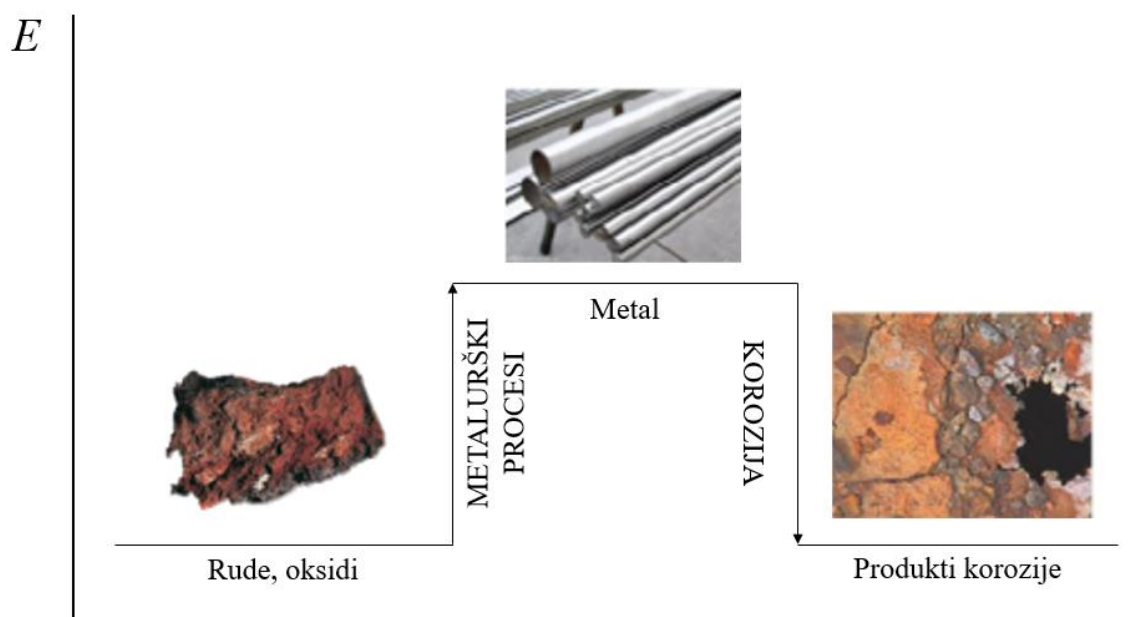 E
Metal
METALURŠKI
PROCESI
KOROZIJA
Rude, oksidi
Produkti korozije